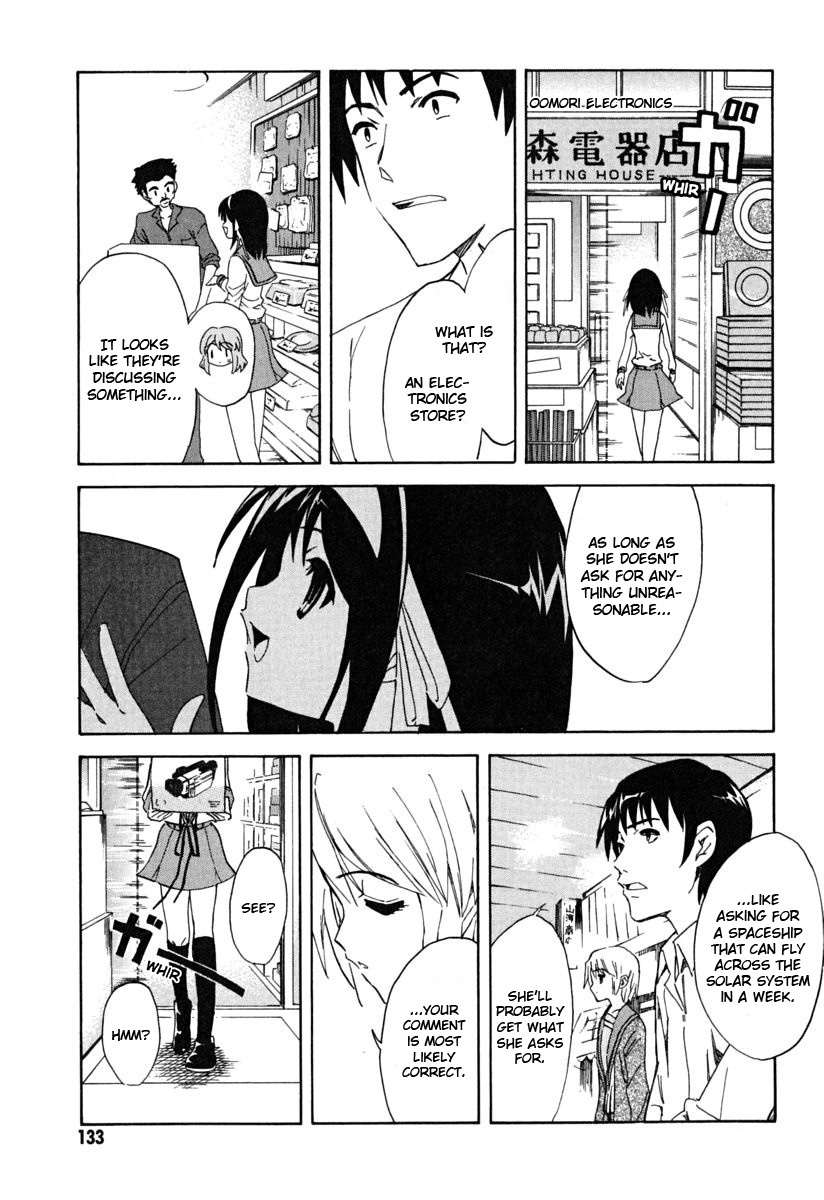 OOMORI ELECTRONICS
森電器店
HTING HOUSE
ガー
WHIR
WHAT IS
THAT?
AN ELEC-
TRONICS
STORE?
IT LOOKS
LIKE THEY'RE
DISCUSSING
SOMETHING...
AS LONG AS
SHE DOESN'T
ASK FOR ANY-
THING UNREA-
SONABLE...
...LIKE
ASKING FOR
A SPACESHIP
THAT CAN FLY
ACROSS THE
SOLAR SYSTEM
IN A WEEK.
SHE'LL
PROBABLY
GET WHAT
SHE ASKS
FOR.
...YOUR
COMMENT
IS MOST
LIKELY
CORRECT.
SEE?
ガー
WHIR
HMM?
133